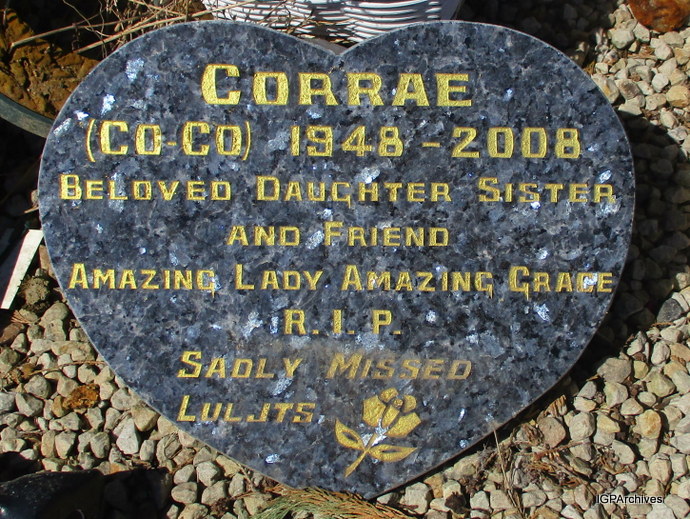 CORRAE
(CO-CO) 1948 - 2008
BELOVED DAUGHTER SISTER
AND FRIEND
AMAZING LADY AMAZING GRACE
R. I. P.
SADLY MISSED
LULJTS
IGPArchives